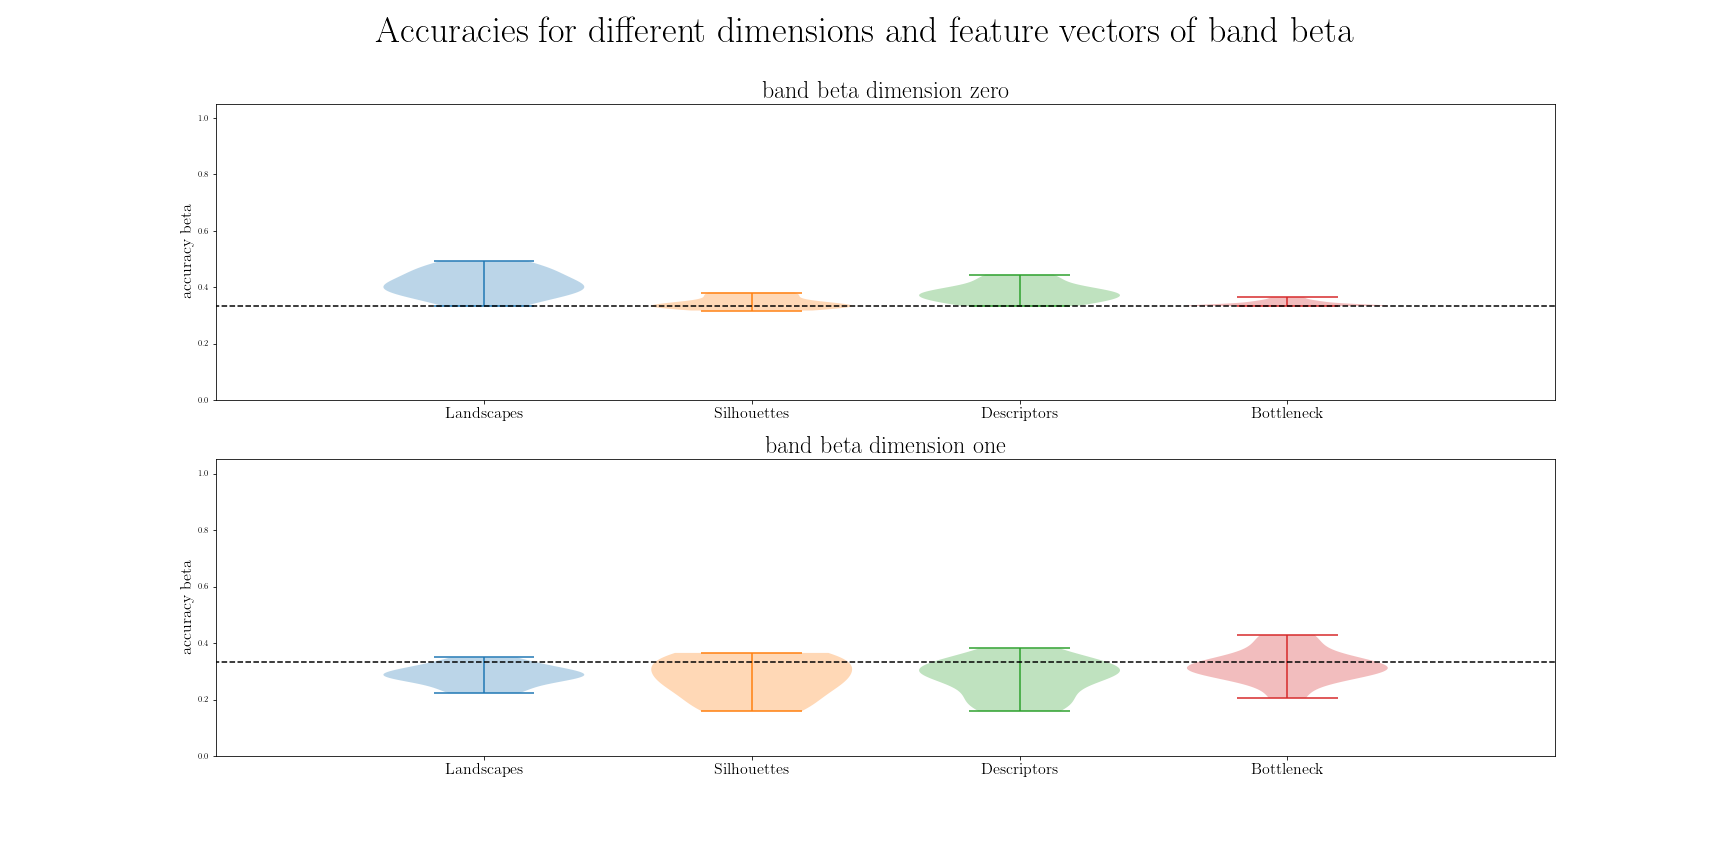 Accuracies for different dimensions and feature vectors of band beta
band beta dimension zero
accuracy beta
1.0
0.8
0.6
0.4
0.2
0.0
Landscapes Silhouettes Descriptors Bottleneck
band beta dimension one
accuracy beta
1.0
0.8
0.6
0.4
0.2
0.0
Landscapes Silhouettes Descriptors Bottleneck